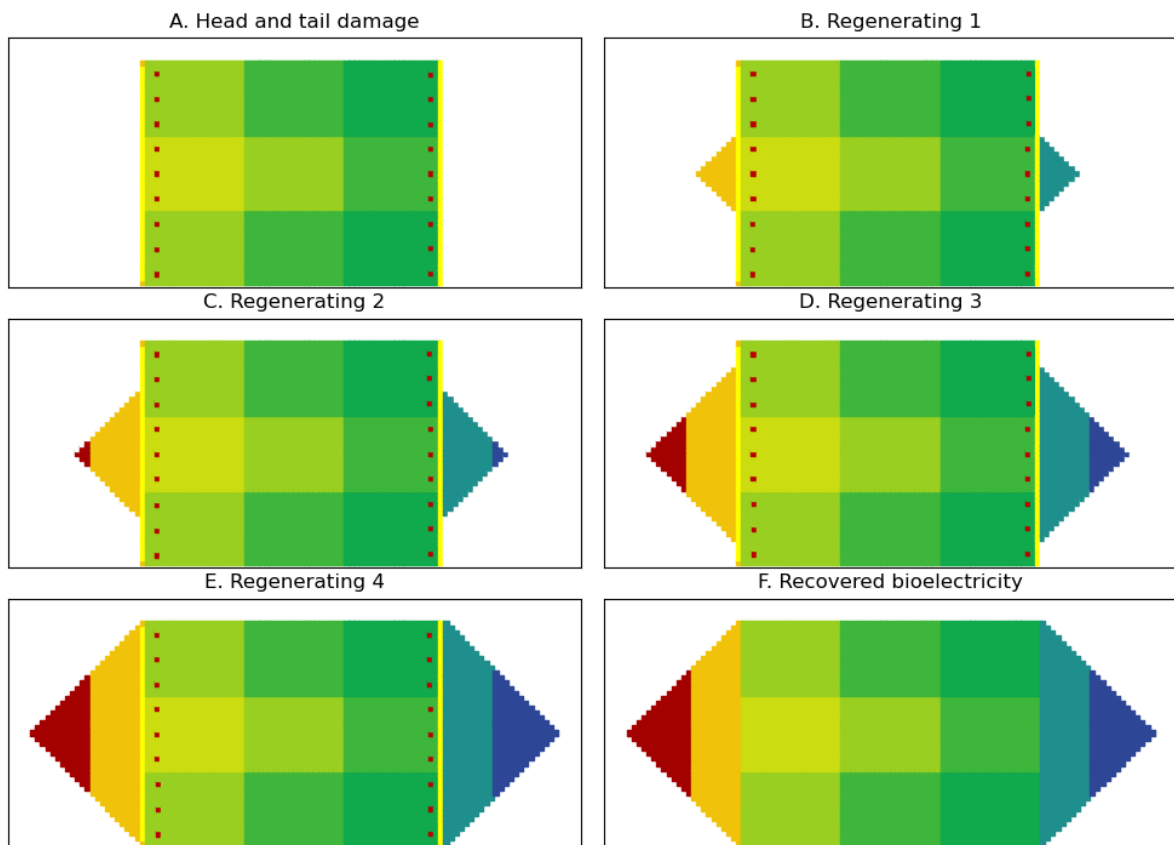 A. Head and tail damage
B. Regenerating 1
C. Regenerating 2
D. Regenerating 3
E. Regenerating 4
F. Recovered bioelectricity